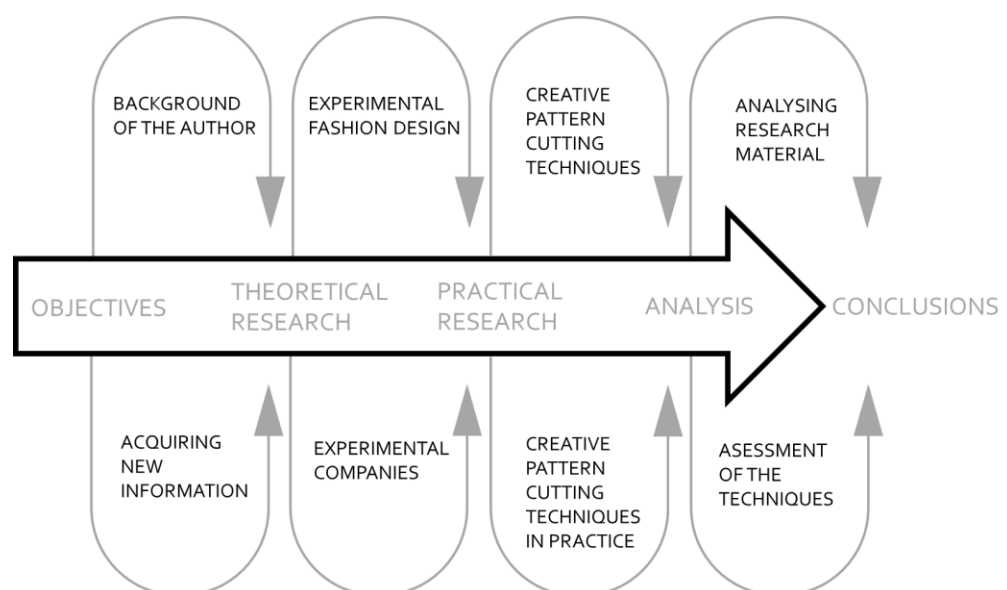 BACKGROUND
OF THE AUTHOR
EXPERIMENTAL
FASHION DESIGN
CREATIVE
PATTERN
CUTTING
TECHNIQUES
ANALYSING
RESEARCH
MATERIAL
OBJECTIVES
THEORETICAL
RESEARCH
PRACTICAL
RESEARCH
ANALYSIS
CONCLUSIONS
ACQUIRING
NEW
INFORMATION
EXPERIMENTAL
COMPANIES
CREATIVE
PATTERN
CUTTING
TECHNIQUES
IN PRACTICE
ASESSMENT
OF THE
TECHNIQUES